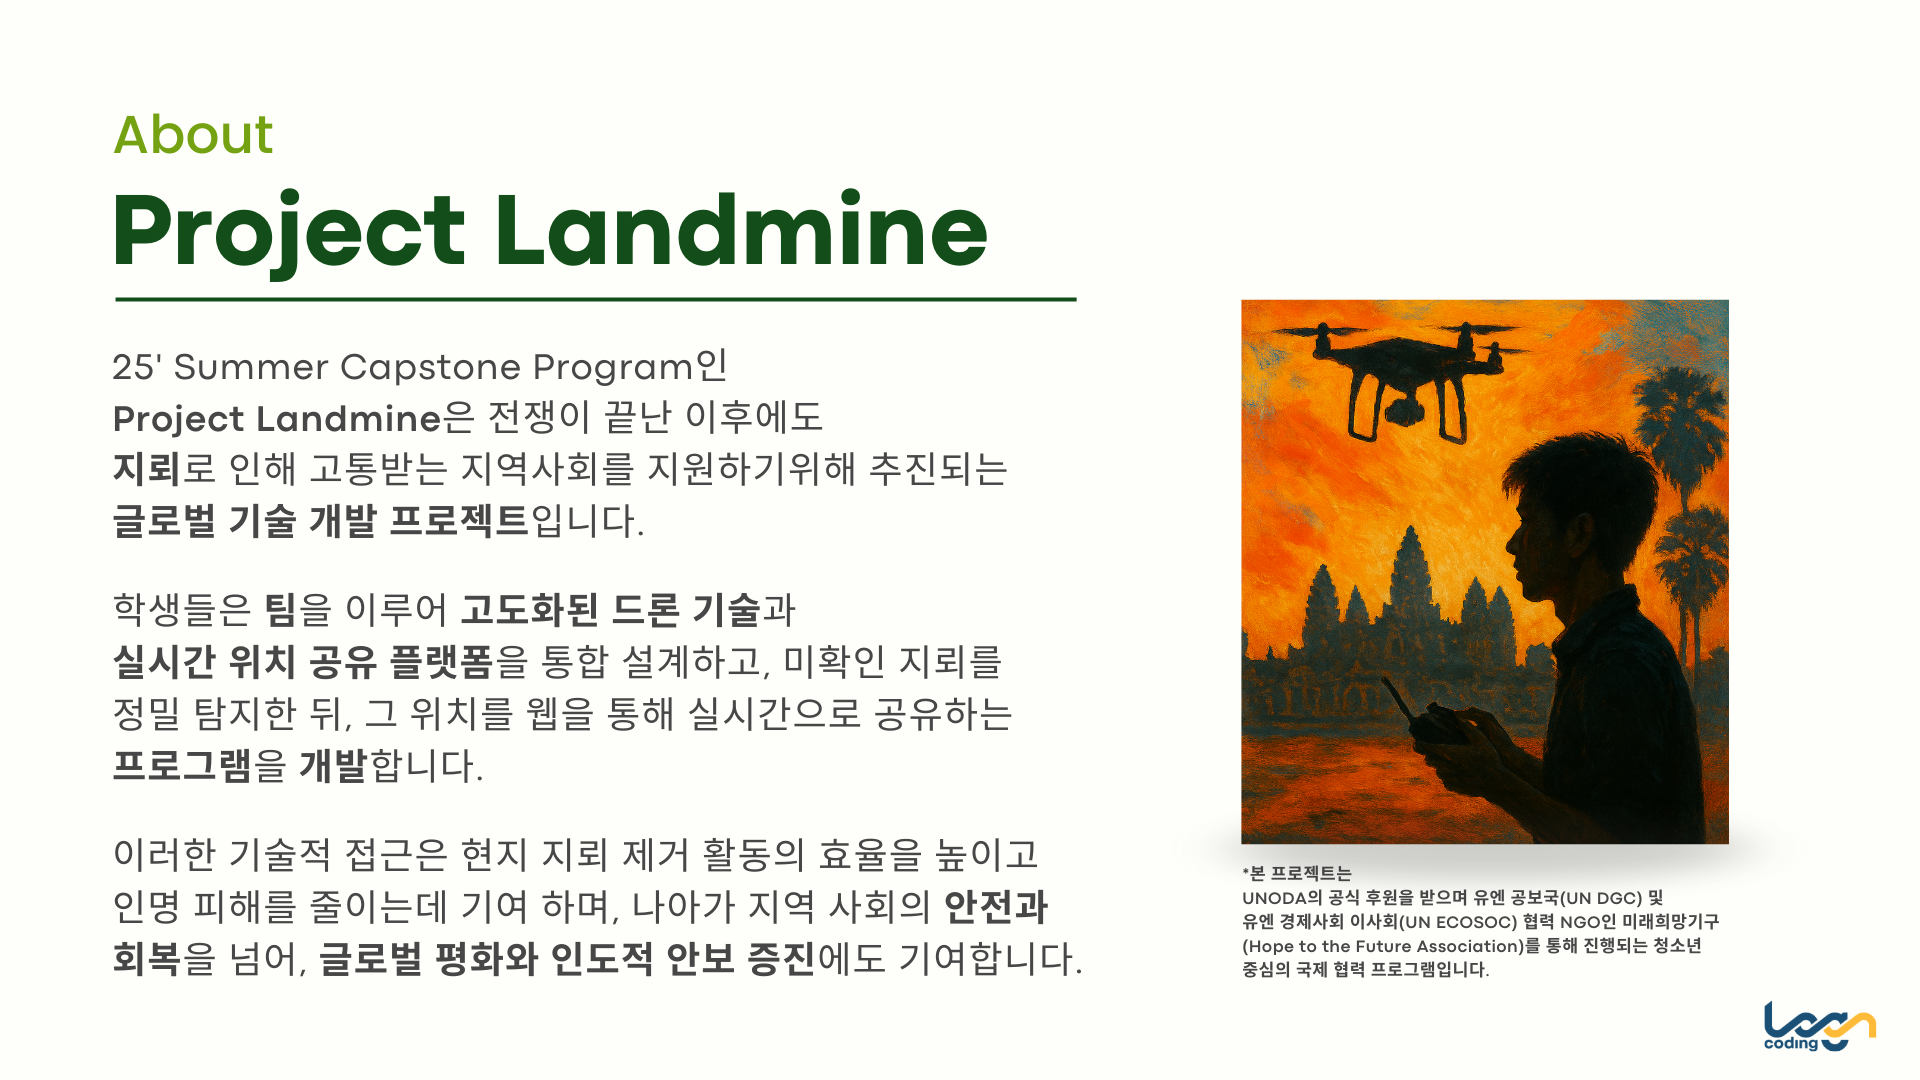 About
Project Landmine
25' Summer Capstone Program인
Project Landmine은 전쟁이 끝난 이후에도
지뢰로 인해 고통받는 지역사회를 지원하기위해 추진되는
글로벌 기술 개발 프로젝트입니다.
학생들은 팀을 이루어 고도화된 드론 기술과
실시간 위치 공유 플랫폼을 통합 설계하고, 미확인 지뢰를
정밀 탐지한 뒤, 그 위치를 웹을 통해 실시간으로 공유하는
프로그램을 개발합니다.
이러한 기술적 접근은 현지 지뢰 제거 활동의 효율을 높이고
인명 피해를 줄이는데 기여 하며, 나아가 지역 사회의 안전과
회복을 넘어, 글로벌 평화와 인도적 안보 증진에도 기여합니다.
*본 프로젝트는
UNODA의 공식 후원을 받으며 유엔 공보국(UN DGC) 및
유엔 경제사회 이사회(UN ECOSOC) 협력 NGO인 미래희망기구
(Hope to the Future Association)를 통해 진행되는 청소년
중심의 국제 협력 프로그램입니다.
Logn
coding